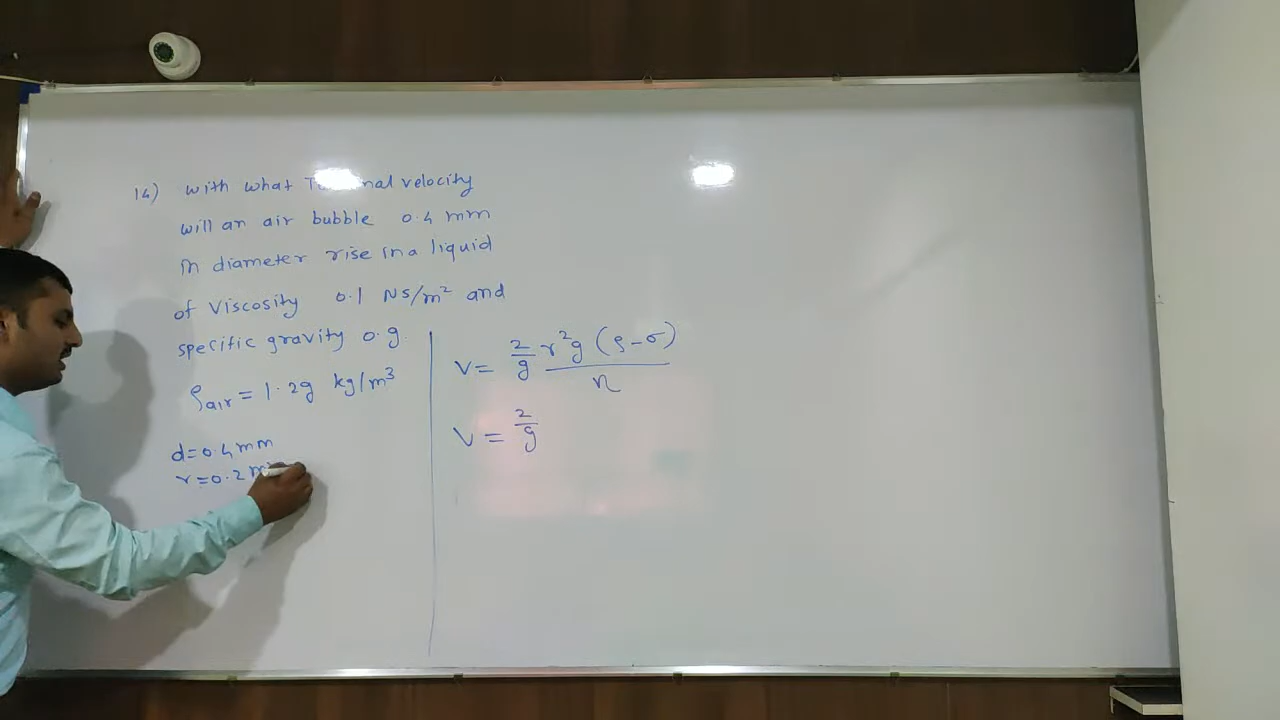 14) with what nal velocity
will an air bubble 0.4 mm
in diameter rise in a liquid
of Viscosity 0.1 NS/m² and
specific gravity 0.9.
ρair = 1.29 kg/m³
d=0.4mm
r=0.2
V= 2/9 r²g (ρ-σ)/η
V = 2/9